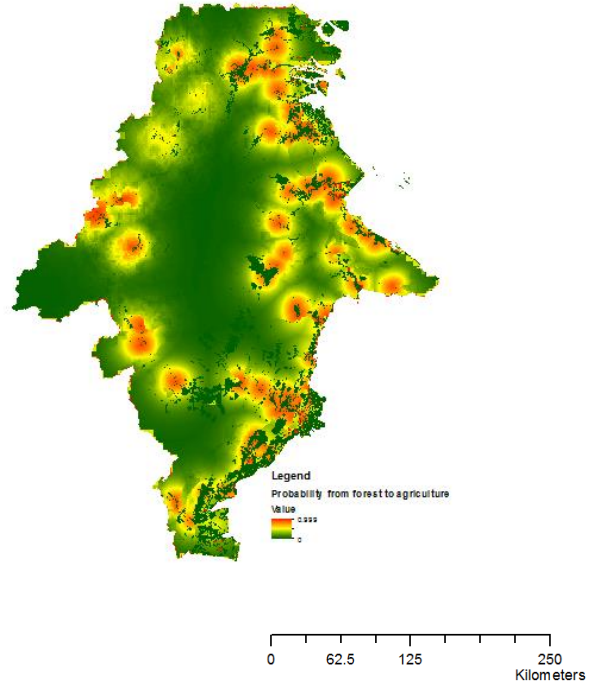 Legend
Probability from forest to agriculture
Value
0.999
0
0 62.5 125 250
Kilometers